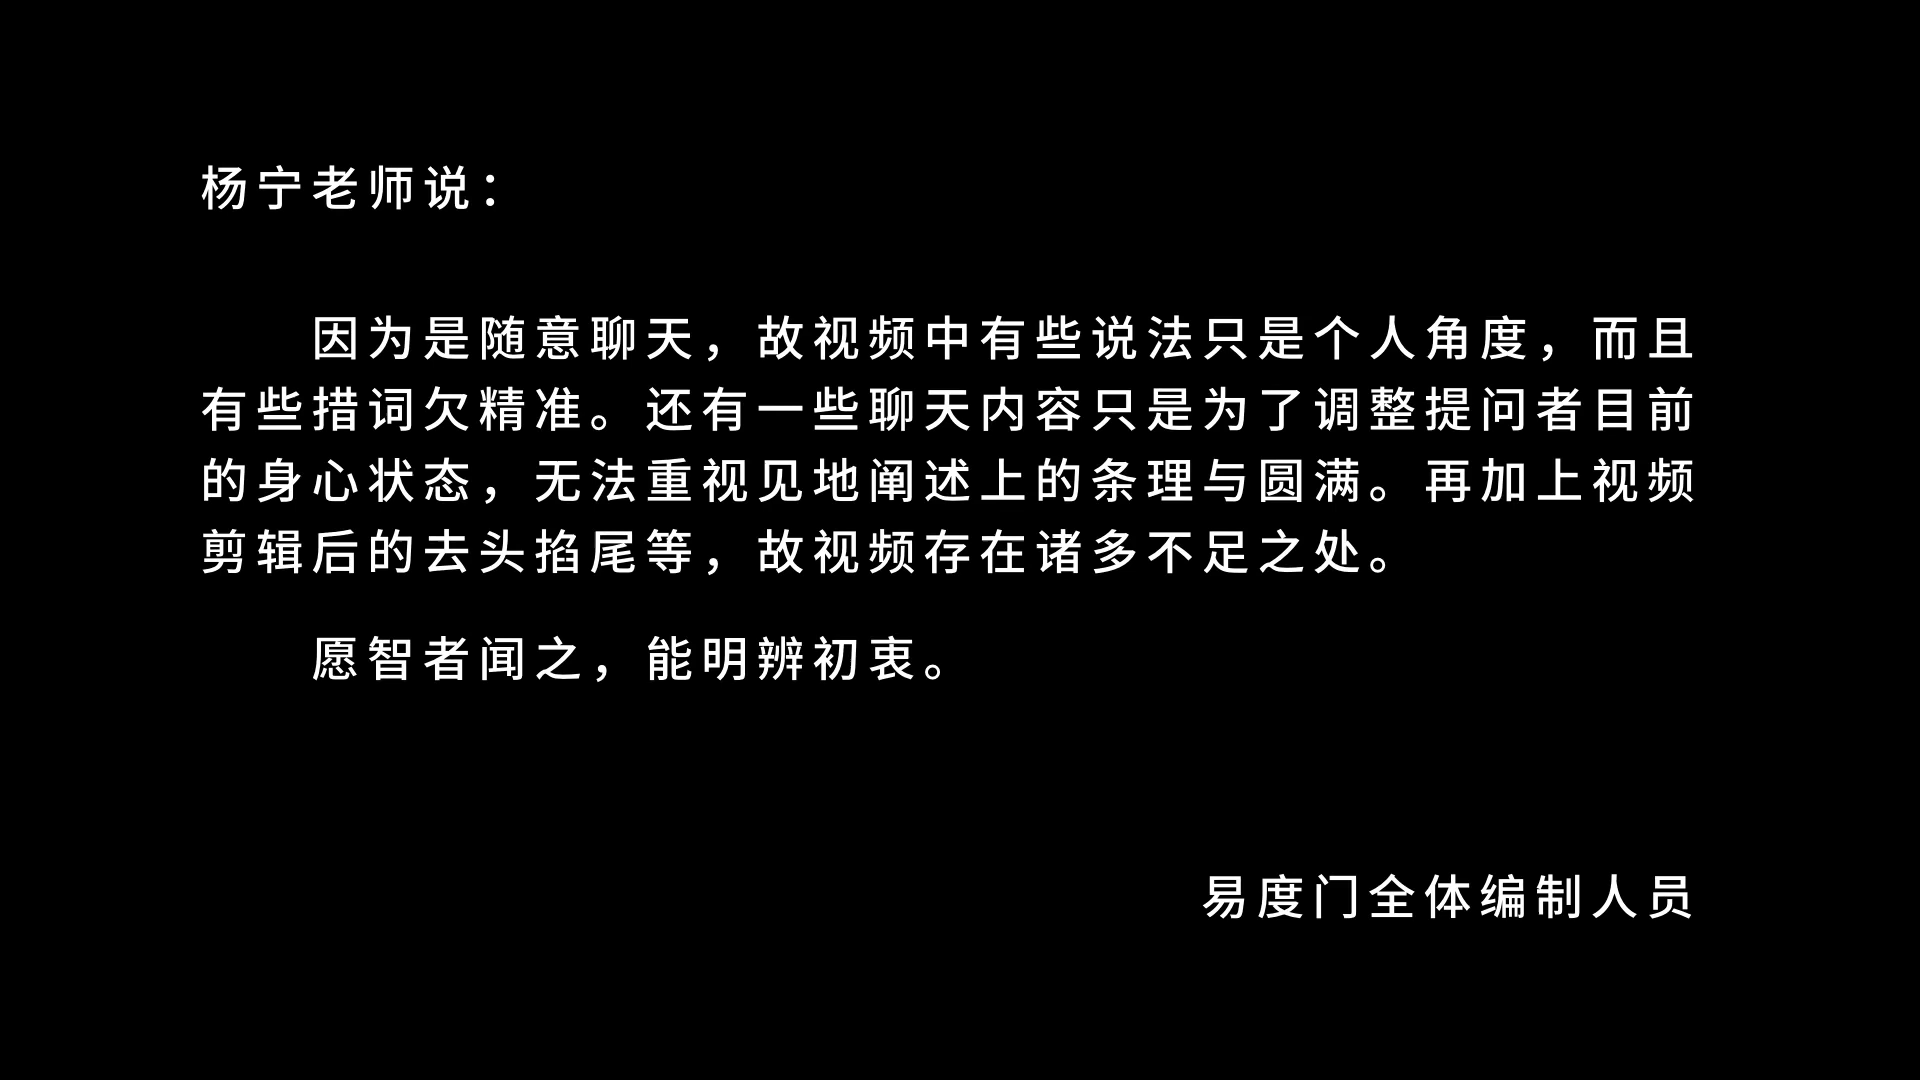 杨宁老师说：
因为是随意聊天，故视频中有些说法只是个人角度，而且
有些措词欠精准。还有一些聊天内容只是为了调整提问者目前
的身心状态，无法重视见地阐述上的条理与圆满。再加上视频
剪辑后的去头掐尾等，故视频存在诸多不足之处。
愿智者闻之，能明辨初衷。
易度门全体编制人员